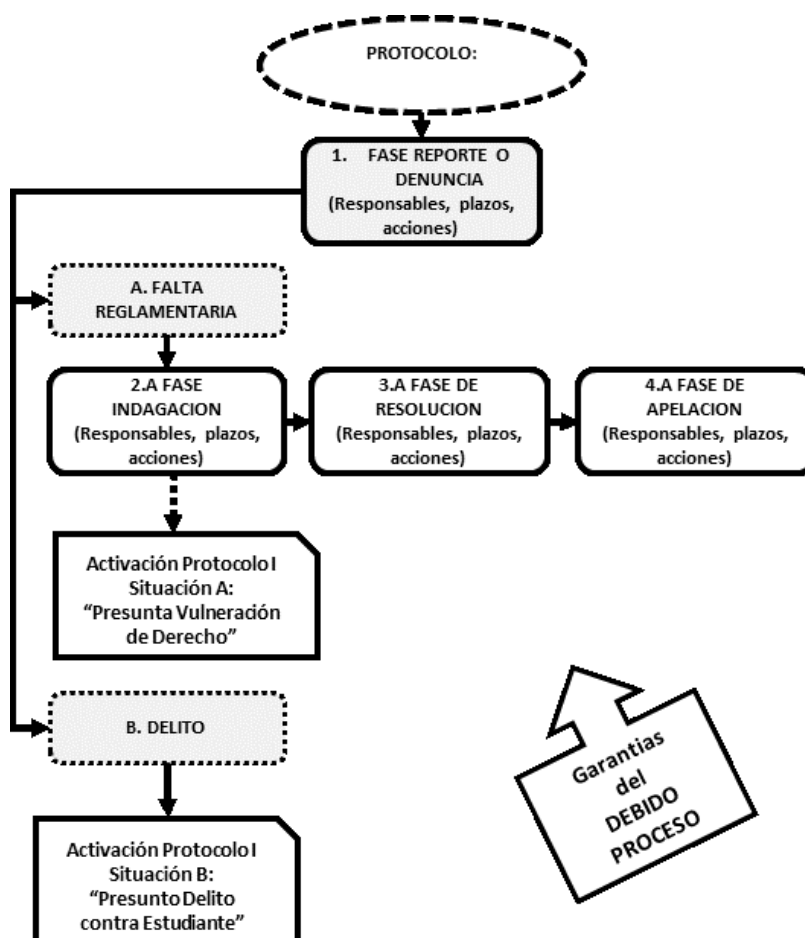 PROTOCOLO:
1. FASE REPORTE O
DENUNCIA
(Responsables, plazos,
acciones)
A. FALTA
REGLAMENTARIA
2.A FASE
INDAGACION
(Responsables, plazos,
acciones)
3.A FASE DE
RESOLUCION
(Responsables, plazos,
acciones)
4.A FASE DE
APELACION
(Responsables, plazos,
acciones)
Activación Protocolo I
Situación A:
“Presunta Vulneración
de Derecho”
B. DELITO
Activación Protocolo I
Situación B:
“Presunto Delito
contra Estudiante”
Garantias
del
DEBIDO
PROCESO